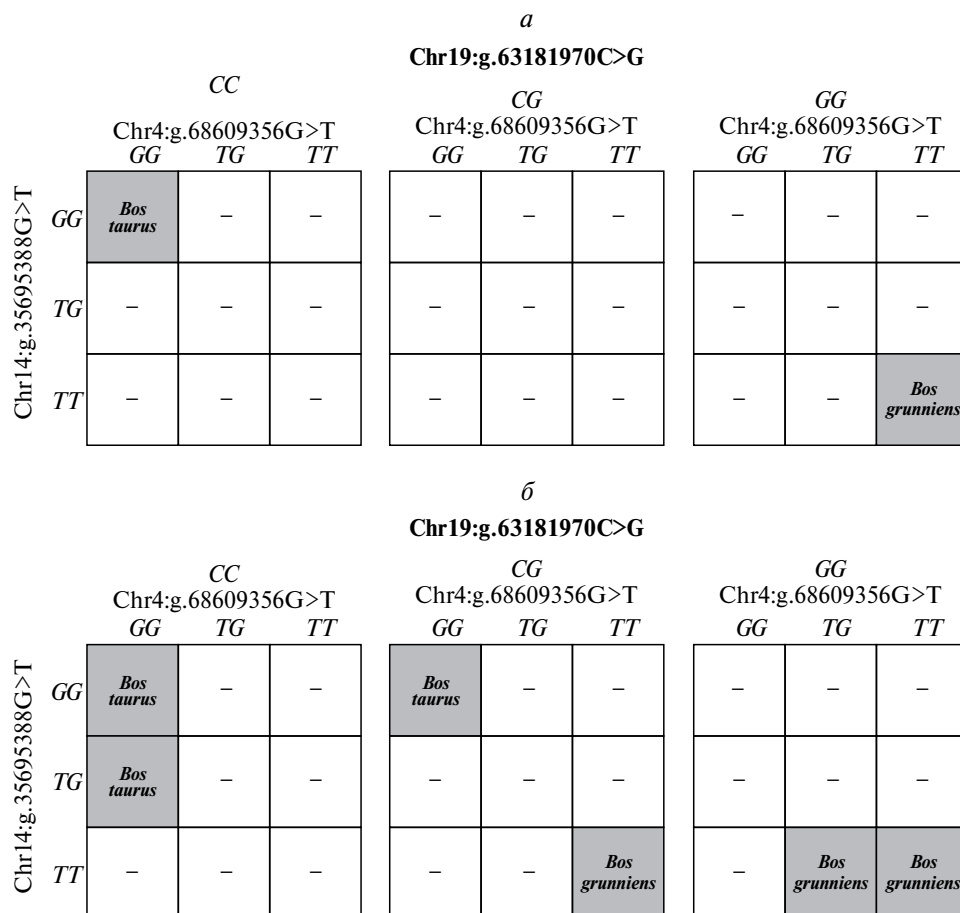 а
Chr19:g.63181970C>G
CC CG GG
Chr4:g.68609356G>T Chr4:g.68609356G>T Chr4:g.68609356G>T
GG TG TT GG TG TT GG TG TT
Chr14:g.35695388G>T
GG Bos taurus – – – – – – – –
TG – – – – – – – – –
TT – – – – – – – – Bos grunniens
б
Chr19:g.63181970C>G
CC CG GG
Chr4:g.68609356G>T Chr4:g.68609356G>T Chr4:g.68609356G>T
GG TG TT GG TG TT GG TG TT
Chr14:g.35695388G>T
GG Bos taurus – – Bos taurus – – – – –
TG Bos taurus – – – – – – – –
TT – – – – – Bos grunniens – Bos grunniens Bos grunniens